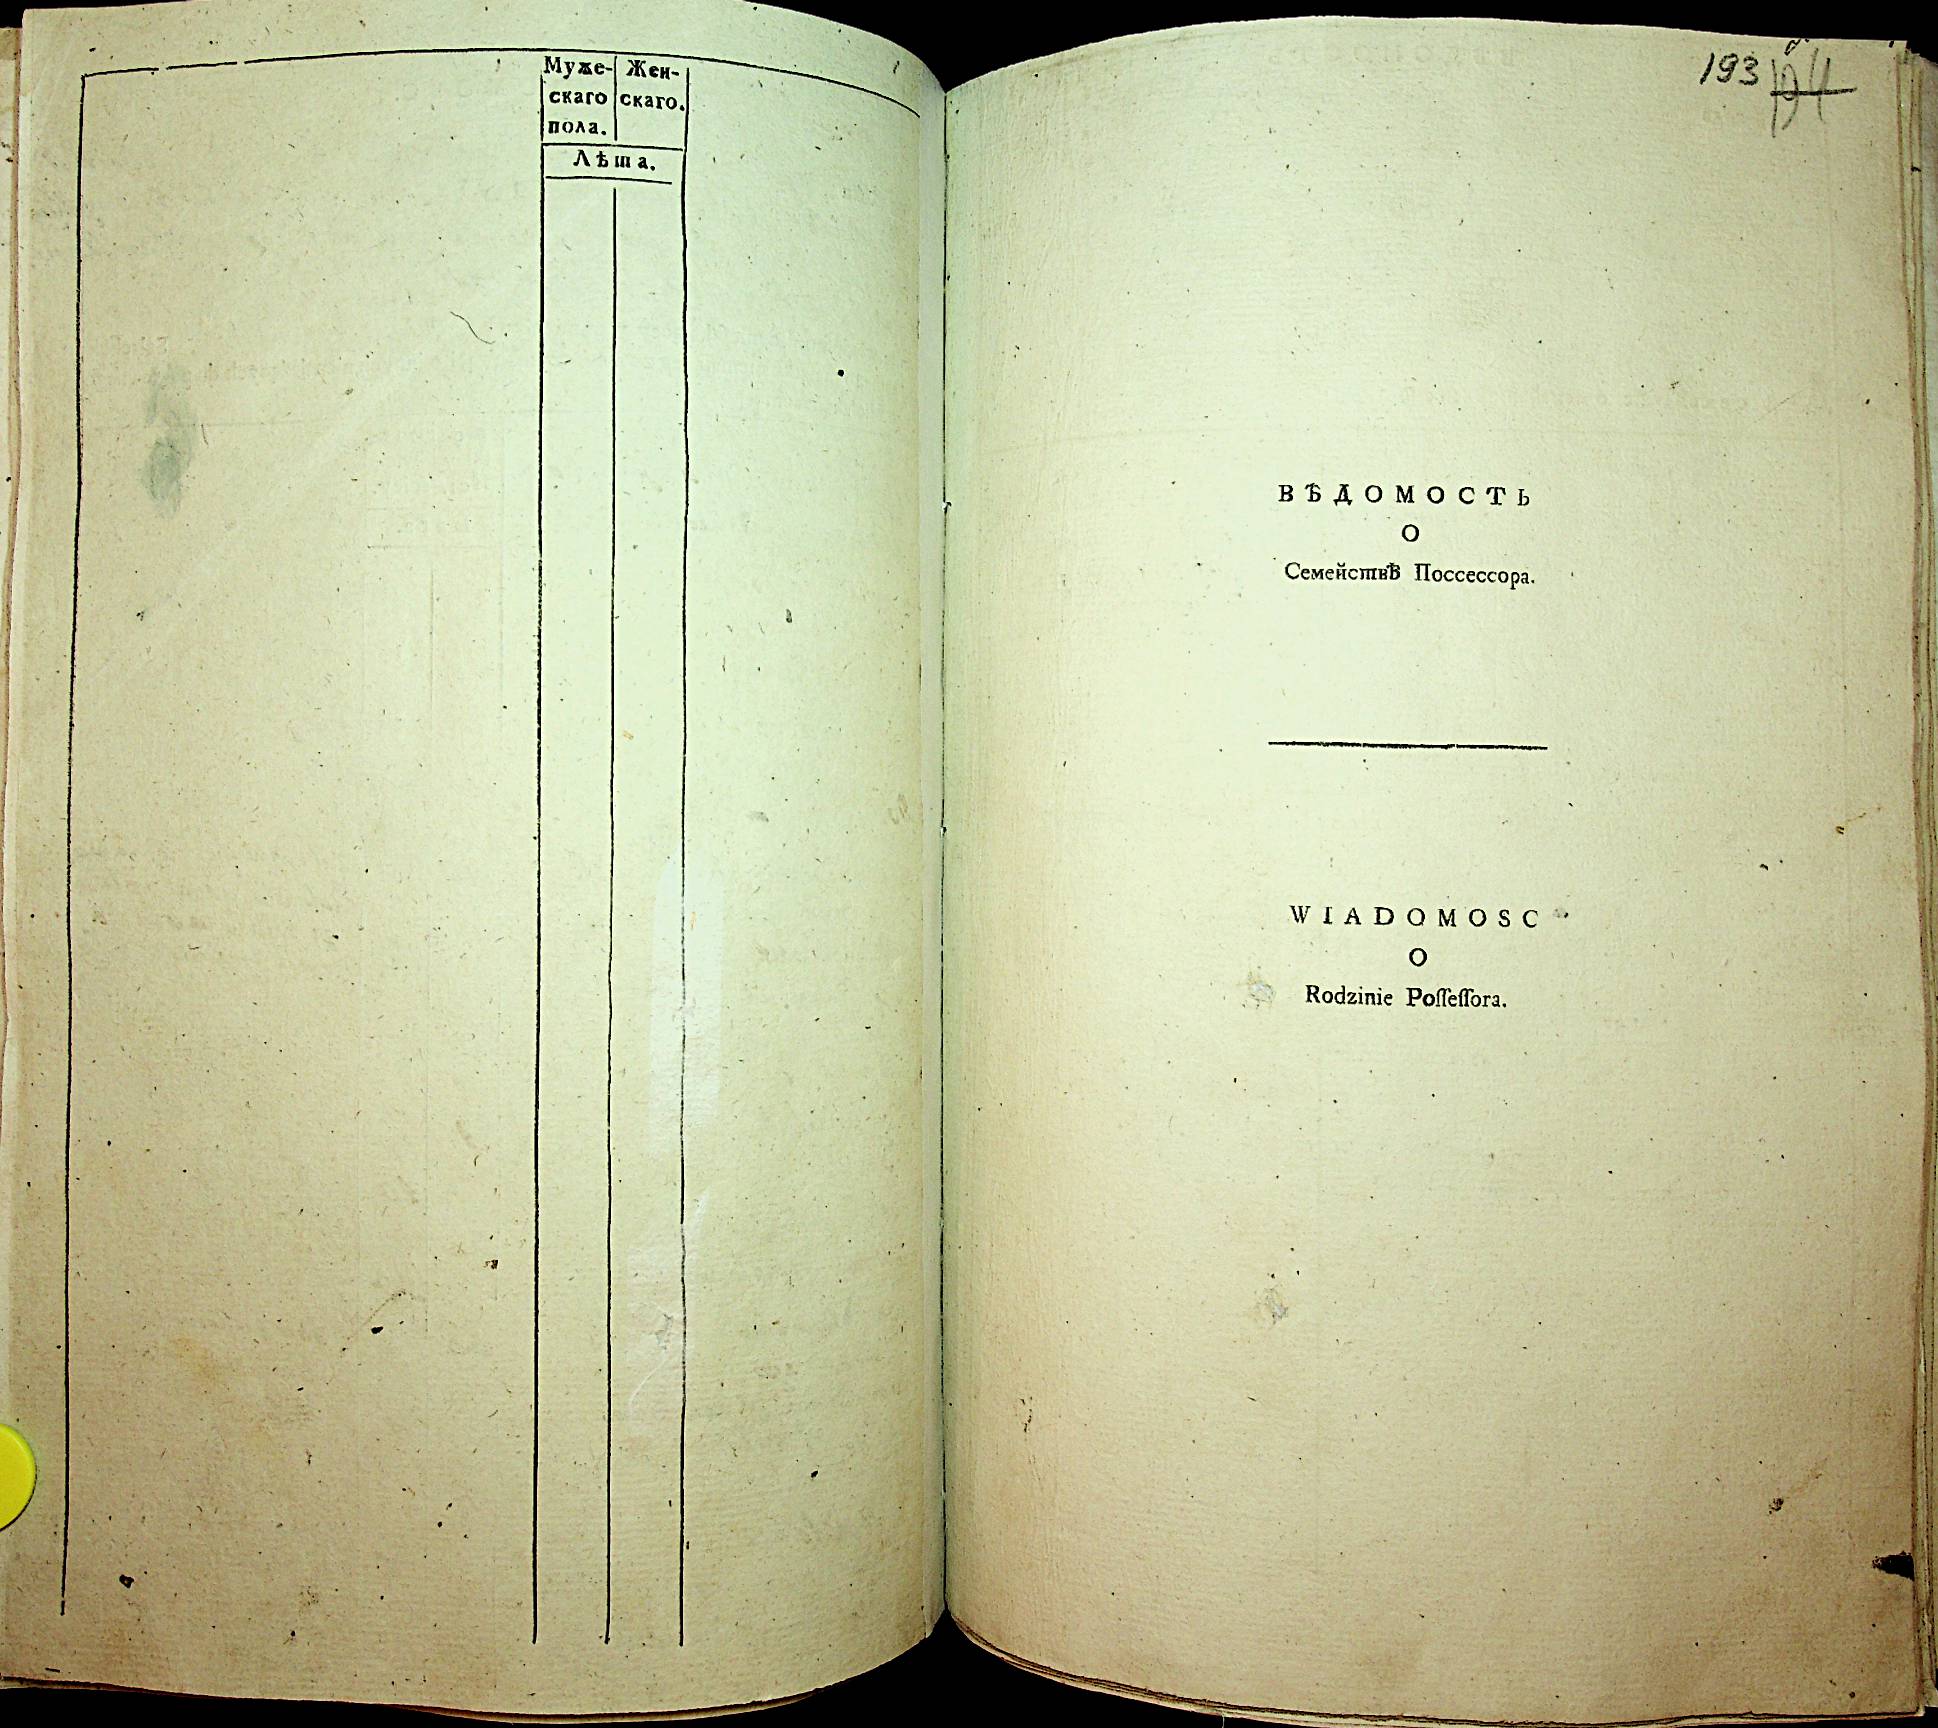 Муже- Жен-
скаго скаго.
пола.
Лѣта.
193 194
ВѢДОМОСТЬ
О
Семействѣ Поссессора.
WIADOMOSC
O
Rodzinie Poſſeſſora.